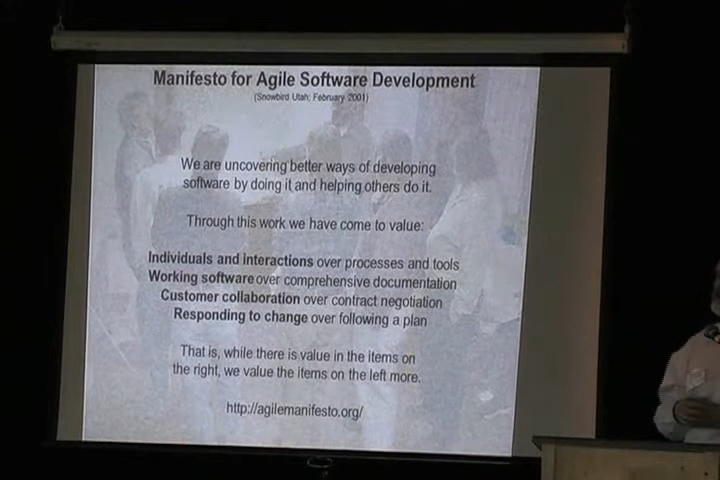 Manifesto for Agile Software Development
(Snowbird Utah; February 2001)
We are uncovering better ways of developing
software by doing it and helping others do it.
Through this work we have come to value:
Individuals and interactions over processes and tools
Working software over comprehensive documentation
Customer collaboration over contract negotiation
Responding to change over following a plan
That is, while there is value in the items on
the right, we value the items on the left more.
http://agilemanifesto.org/